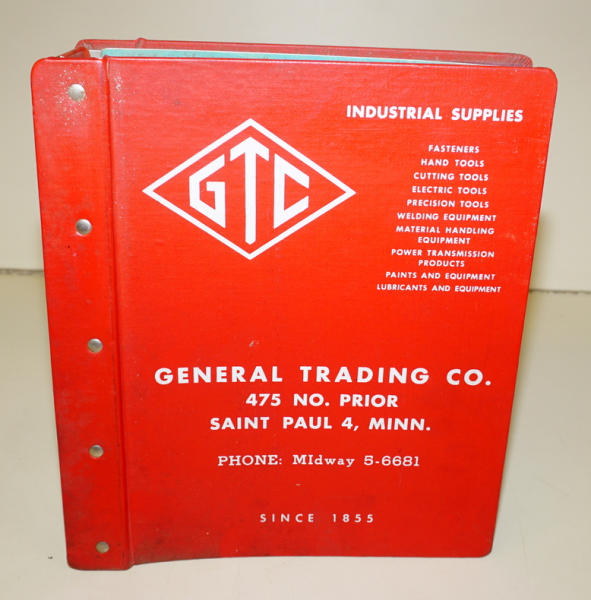 INDUSTRIAL SUPPLIES
FASTENERS
HAND TOOLS
CUTTING TOOLS
ELECTRIC TOOLS
PRECISION TOOLS
WELDING EQUIPMENT
MATERIAL HANDLING
EQUIPMENT
POWER TRANSMISSION
PRODUCTS
PAINTS AND EQUIPMENT
LUBRICANTS AND EQUIPMENT
GTC
GENERAL TRADING CO.
475 NO. PRIOR
SAINT PAUL 4, MINN.
PHONE: MIdway 5-6681
SINCE 1855